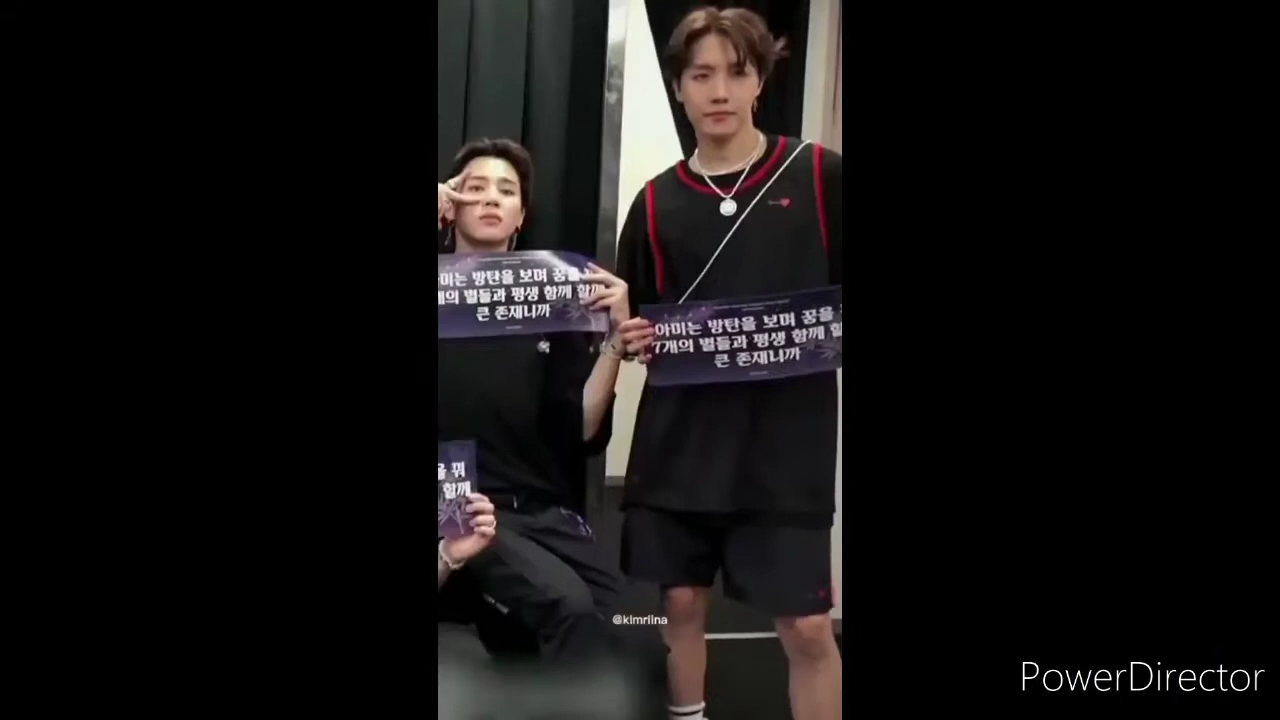 아미는 방탄을 보며 꿈을
7개의 별들과 평생 함께 할
큰 존재니까
미는 방탄을 보며 꿈을
개의 별들과 평생 함께 할
큰 존재니까
을 꿔
함께
@kimriina
PowerDirector